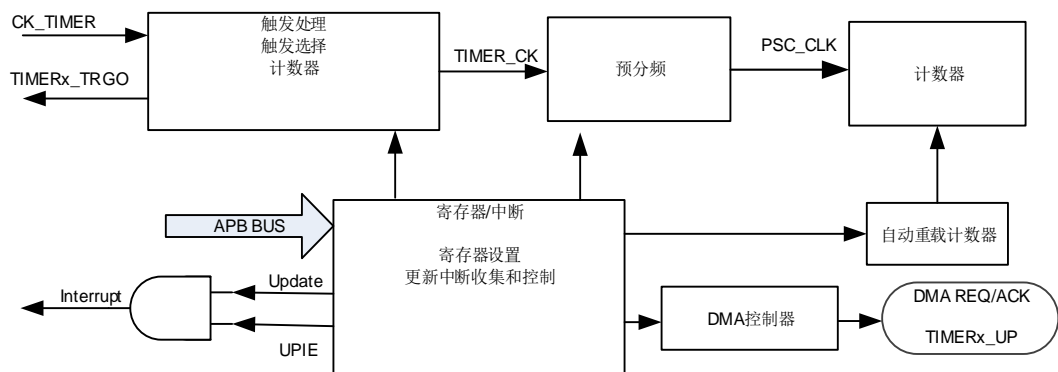 CK_TIMER
TIMERx_TRGO
触发处理
触发选择
计数器
TIMER_CK
预分频
PSC_CLK
计数器
APB BUS
寄存器/中断
寄存器设置
更新中断收集和控制
自动重载计数器
Interrupt
Update
UPIE
DMA控制器
DMA REQ/ACK
TIMERx_UP